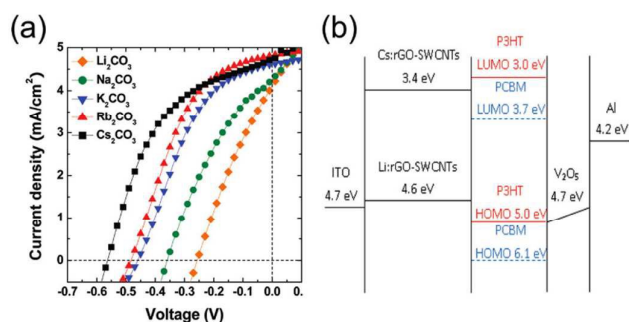 (a)
Current density (mA/cm²)
5
4
3
2
1
0
Li₂CO₃
Na₂CO₃
K₂CO₃
Rb₂CO₃
Cs₂CO₃
-0.7 -0.6 -0.5 -0.4 -0.3 -0.2 -0.1 0.0 0.1
Voltage (V)
(b)
Cs:rGO-SWCNTs
3.4 eV
P3HT
LUMO 3.0 eV
PCBM
LUMO 3.7 eV
Al
4.2 eV
ITO
4.7 eV
Li:rGO-SWCNTs
4.6 eV
P3HT
HOMO 5.0 eV
PCBM
HOMO 6.1 eV
V₂O₅
4.7 eV